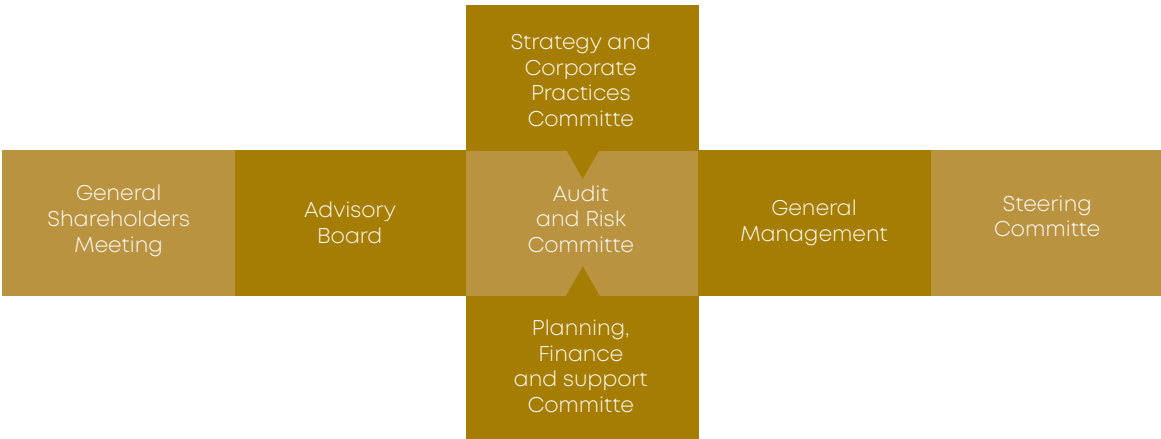 Strategy and
Corporate
Practices
Committe
General
Shareholders
Meeting
Advisory
Board
Audit
and Risk
Committe
General
Management
Steering
Committe
Planning,
Finance
and support
Committe